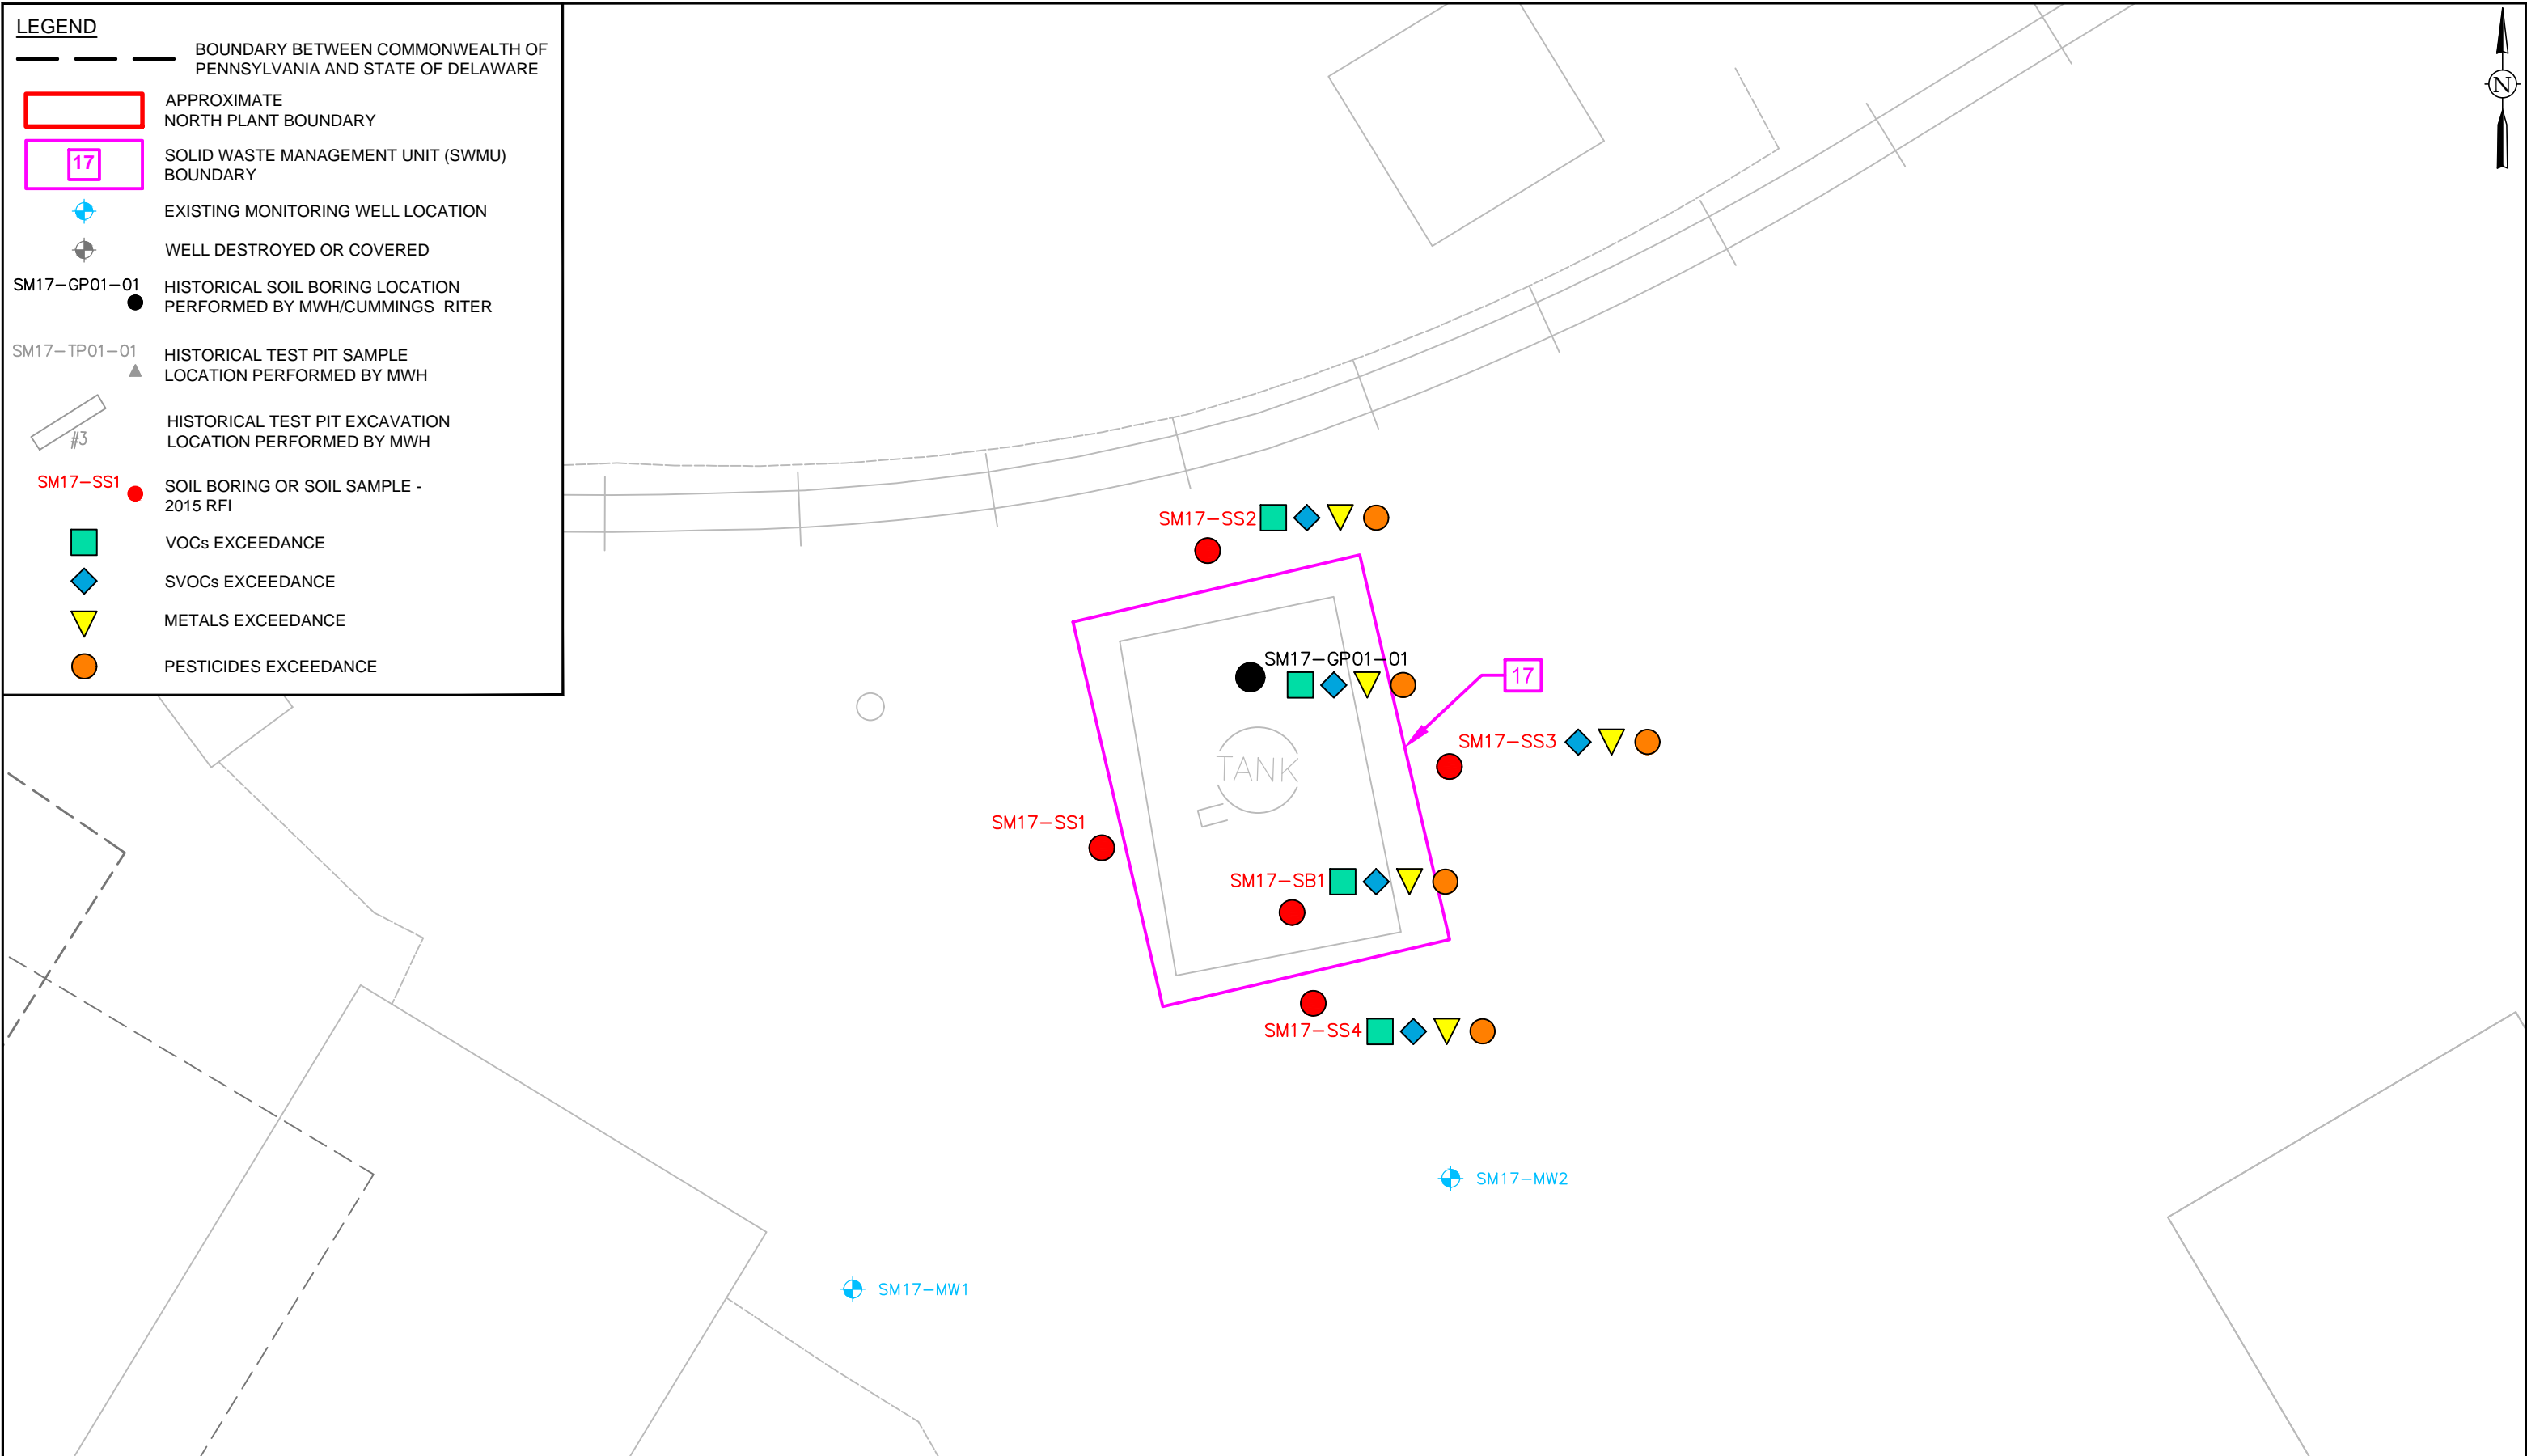 LEGEND
BOUNDARY BETWEEN COMMONWEALTH OF
PENNSYLVANIA AND STATE OF DELAWARE
APPROXIMATE
NORTH PLANT BOUNDARY
17
SOLID WASTE MANAGEMENT UNIT (SWMU)
BOUNDARY
EXISTING MONITORING WELL LOCATION
WELL DESTROYED OR COVERED
SM17-GP01-01
HISTORICAL SOIL BORING LOCATION
PERFORMED BY MWH/CUMMINGS RITER
SM17-TP01-01
HISTORICAL TEST PIT SAMPLE
LOCATION PERFORMED BY MWH
#3
HISTORICAL TEST PIT EXCAVATION
LOCATION PERFORMED BY MWH
SM17-SS1
SOIL BORING OR SOIL SAMPLE -
2015 RFI
VOCs EXCEEDANCE
SVOCs EXCEEDANCE
METALS EXCEEDANCE
PESTICIDES EXCEEDANCE
N
SM17-SS2
SM17-GP01-01
17
SM17-SS3
TANK
SM17-SS1
SM17-SB1
SM17-SS4
SM17-MW2
SM17-MW1